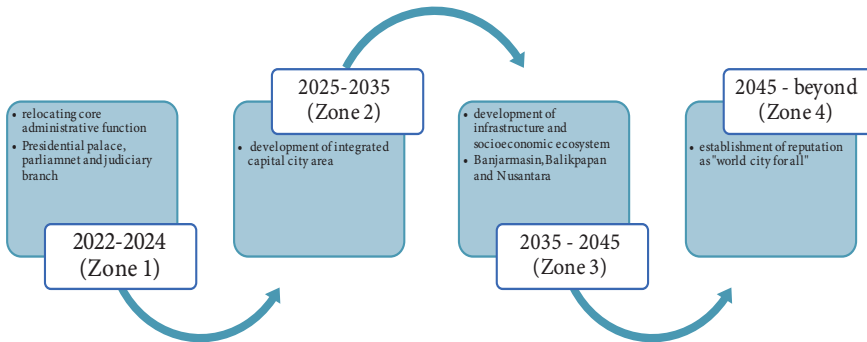 • relocating core
administrative function
• Presidential palace,
parliamnet and judiciary
branch
2022-2024
(Zone 1)
2025-2035
(Zone 2)
• development of integrated
capital city area
• development of
infrastructure and
socioeconomic ecosystem
• Banjarmasin, Balikpapan
and Nusantara
2035 - 2045
(Zone 3)
2045 - beyond
(Zone 4)
• establishment of reputation
as "world city for all"